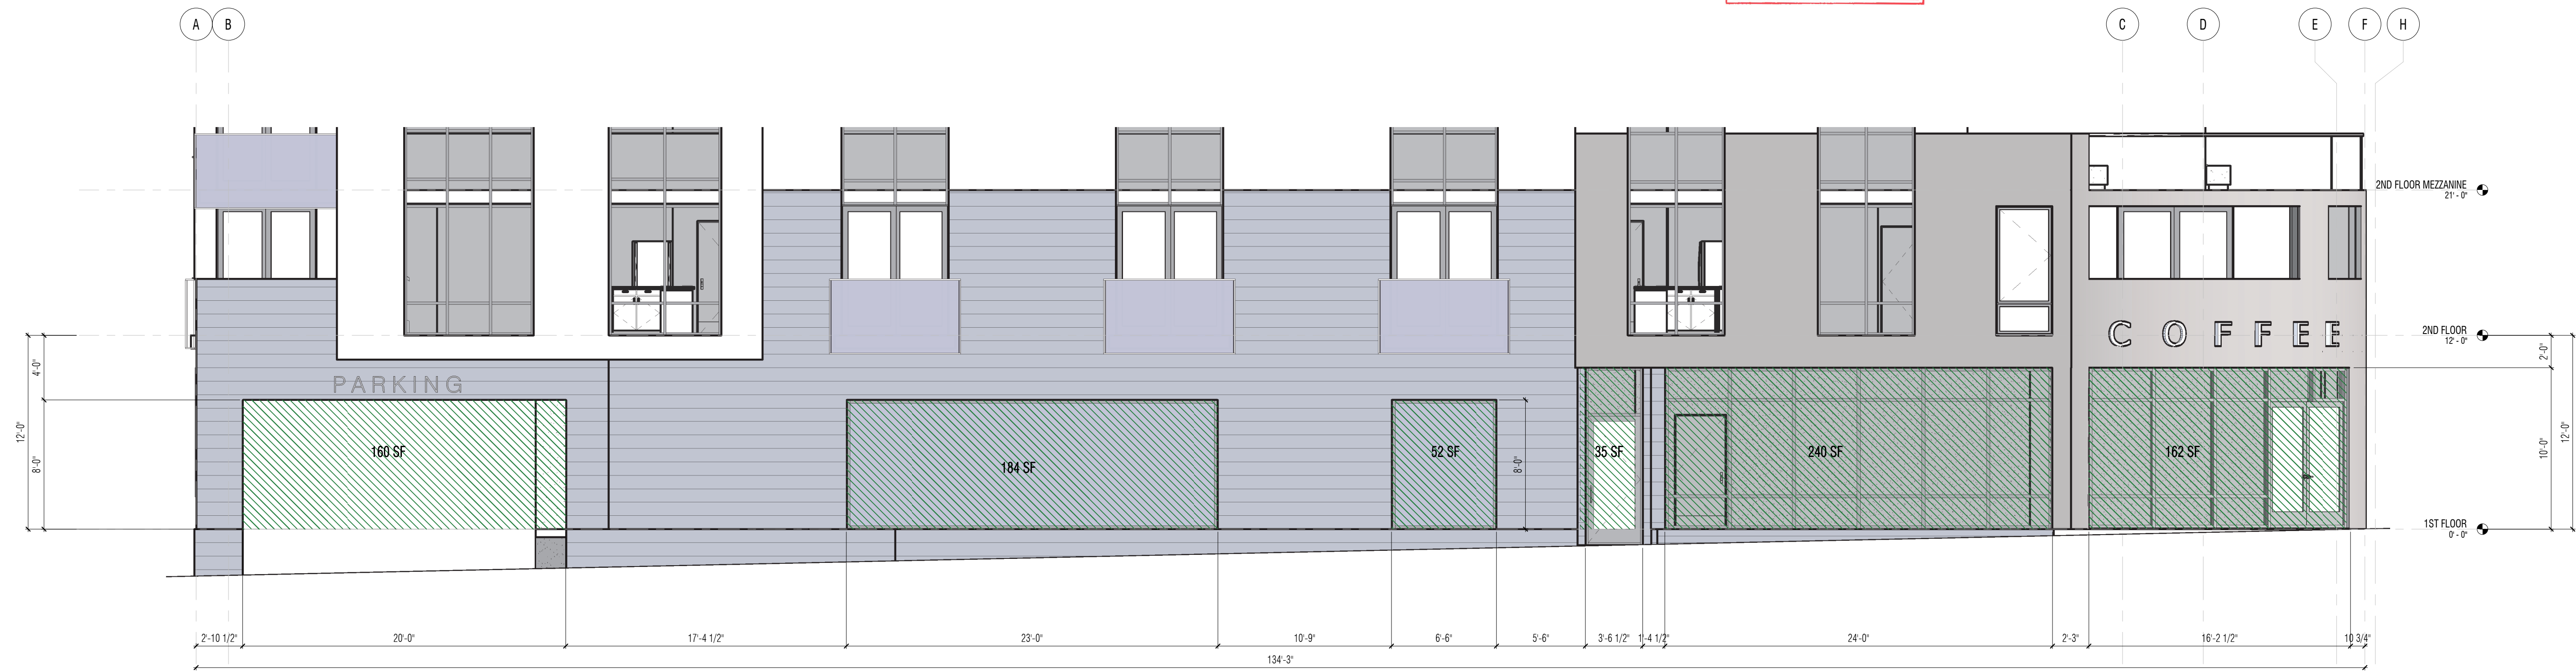 A B C D E F H
2ND FLOOR MEZZANINE
21' - 0"
2ND FLOOR
12' - 0"
COFFEE
PARKING
4'-0"
2'-0"
12'-0"
8'-0"
160 SF
184 SF
52 SF
8'-0"
35 SF
240 SF
162 SF
10'-0"
12'-0"
1ST FLOOR
0' - 0"
2'-10 1/2" 20'-0" 17'-4 1/2" 23'-0" 10'-9" 6'-6" 5'-6" 3'-6 1/2" 1'-4 1/2" 24'-0" 2'-3" 16'-2 1/2" 10 3/4"
134'-3"